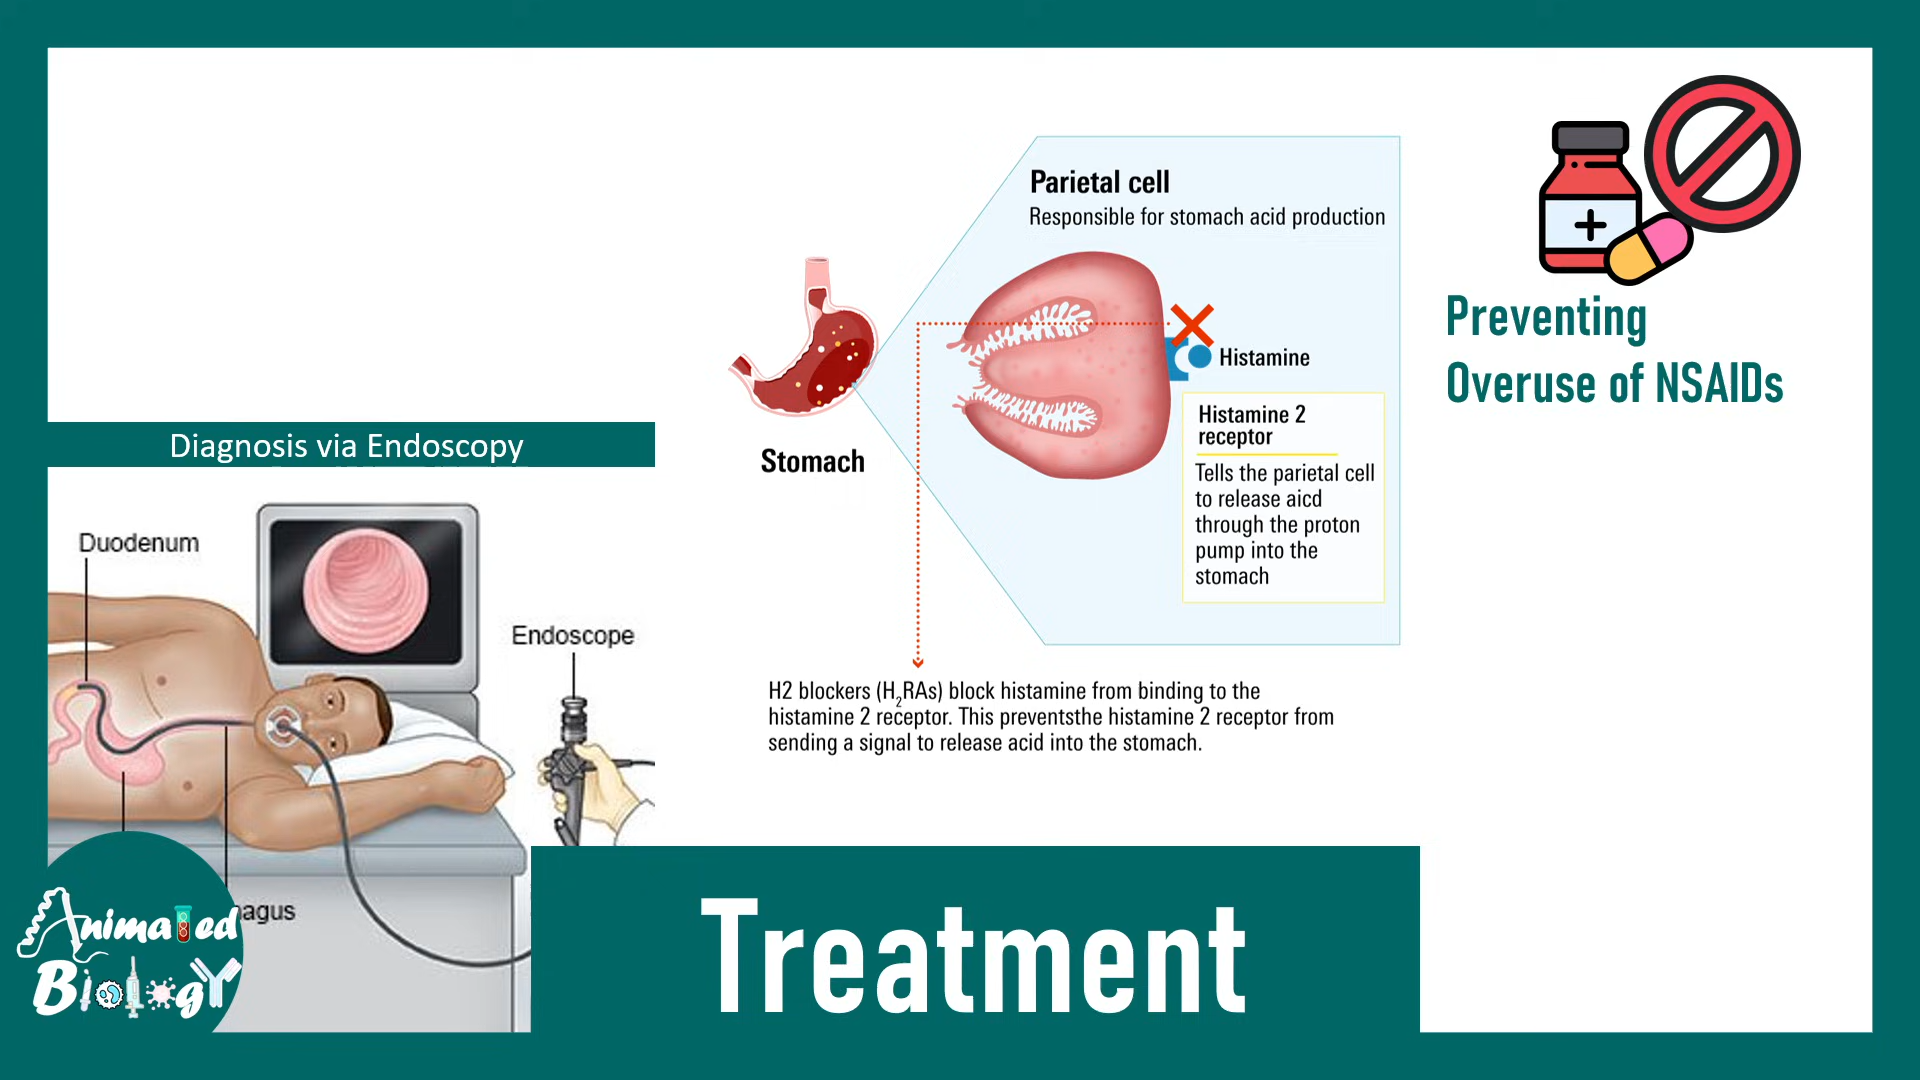 Parietal cell
Responsible for stomach acid production
Histamine
Histamine 2
receptor
Tells the parietal cell
to release aicd
through the proton
pump into the
stomach
Stomach
H2 blockers (H₂RAs) block histamine from binding to the
histamine 2 receptor. This preventsthe histamine 2 receptor from
sending a signal to release acid into the stomach.
Preventing
Overuse of NSAIDs
Diagnosis via Endoscopy
Duodenum
Endoscope
agus
Animated
Biology
Treatment